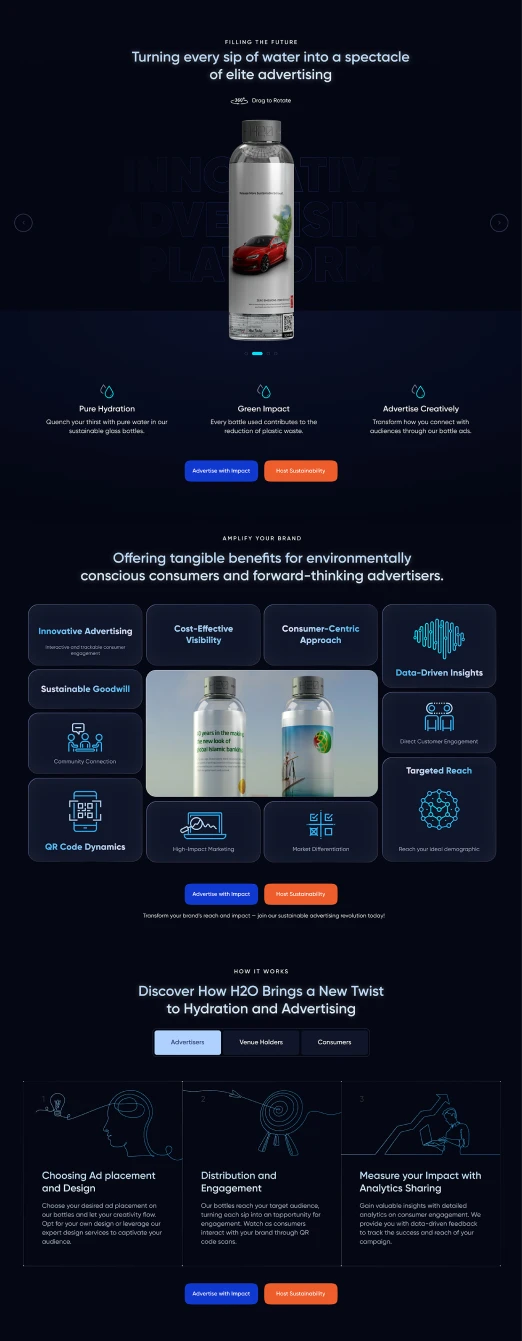 FILLING THE FUTURE
Turning every sip of water into a spectacle
of elite advertising
360°
Drag to Rotate
INNOVATIVE
ADVERTISING
PLATFORM
Pure Hydration
Quench your thirst with pure water in our
sustainable glass bottles.
Green Impact
Every bottle used contributes to the
reduction of plastic waste.
Advertise Creatively
Transform how you connect with
audiences through our bottle ads.
Advertise with Impact
Host Sustainability
AMPLIFY YOUR BRAND
Offering tangible benefits for environmentally
conscious consumers and forward-thinking advertisers.
Innovative Advertising
Interactive and trackable consumer
engagement
Cost-Effective
Visibility
Consumer-Centric
Approach
Data-Driven Insights
Sustainable Goodwill
Community Connection
QR Code Dynamics
years in the making
the new look of
Islamic banking
High-Impact Marketing
Market Differentiation
Direct Customer Engagement
Targeted Reach
Reach your ideal demographic
Advertise with Impact
Host Sustainability
Transform your brand's reach and impact — join our sustainable advertising revolution today!
HOW IT WORKS
Discover How H2O Brings a New Twist
to Hydration and Advertising
Advertisers
Venue Holders
Consumers
1
Choosing Ad placement
and Design
Choose your desired ad placement on
our bottles and let your creativity flow.
Opt for your own design or leverage our
expert design services to captivate your
audience.
2
Distribution and
Engagement
Our bottles reach your target audience,
turning each sip into an tapportunity for
engagement. Watch as consumers
interact with your brand through QR
code scans.
3
Measure your Impact with
Analytics Sharing
Gain valuable insights with detailed
analytics on consumer engagement. We
provide you with data-driven feedback
to track the success and reach of your
campaign.
Advertise with Impact
Host Sustainability